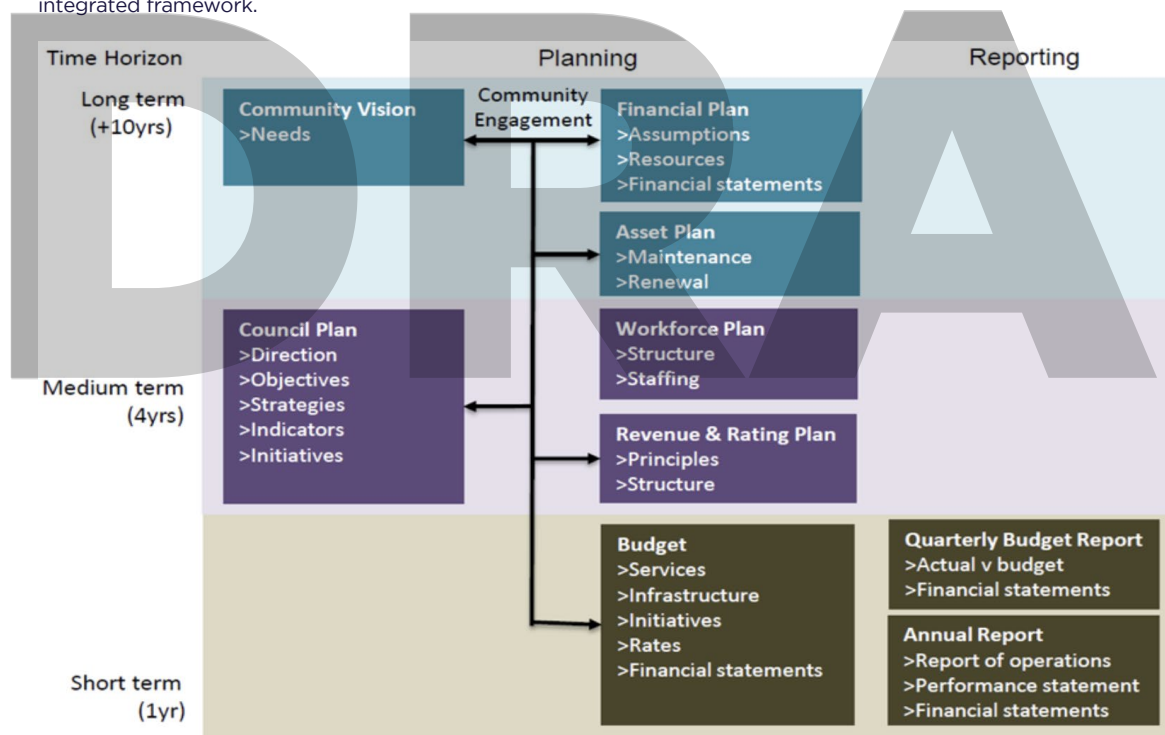 integrated framework.
Time Horizon
Planning
Reporting
Long term
(+10yrs)
Community Vision
>Needs
Community
Engagement
Financial Plan
>Assumptions
>Resources
>Financial statements
Asset Plan
>Maintenance
>Renewal
Medium term
(4yrs)
Council Plan
>Direction
>Objectives
>Strategies
>Indicators
>Initiatives
Workforce Plan
>Structure
>Staffing
Revenue & Rating Plan
>Principles
>Structure
Short term
(1yr)
Budget
>Services
>Infrastructure
>Initiatives
>Rates
>Financial statements
Quarterly Budget Report
>Actual v budget
>Financial statements
Annual Report
>Report of operations
>Performance statement
>Financial statements
DRA